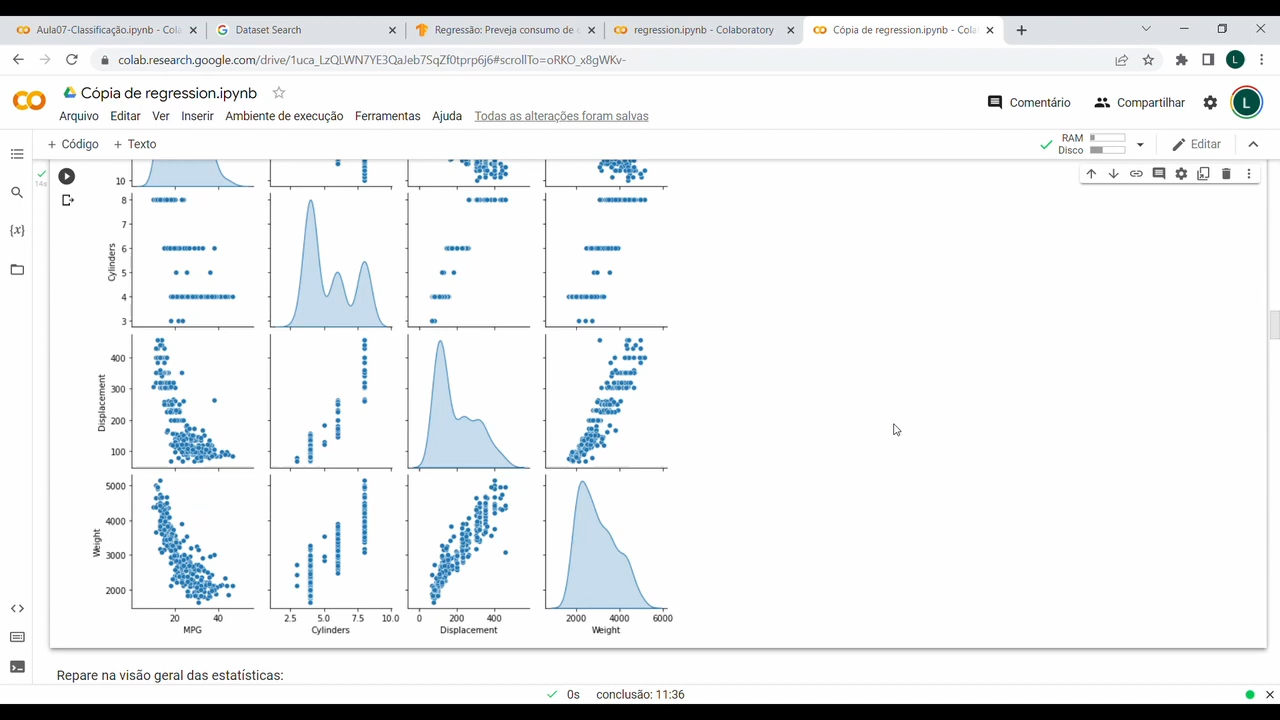 Aula07-Classificação.ipynb - Cola
Dataset Search
Regressão: Preveja consumo de c
regression.ipynb - Colaboratory
Cópia de regression.ipynb - Cola
colab.research.google.com/drive/1uca_LzQLWN7YE3QaJeb7SqZf0tprp6j6#scrollTo=oRKO_x8gWKv-
L
Cópia de regression.ipynb
Arquivo Editar Ver Inserir Ambiente de execução Ferramentas Ajuda Todas as alterações foram salvas
Comentário
Compartilhar
L
+ Código + Texto
RAM
Disco
Editar
14s
{x}
10
8
7
6
5
4
3
Cylinders
400
300
200
100
Displacement
5000
4000
3000
2000
Weight
20 40
MPG
2.5 5.0 7.5 10.0
Cylinders
0 200 400
Displacement
2000 4000 6000
Weight
Repare na visão geral das estatísticas:
0s conclusão: 11:36